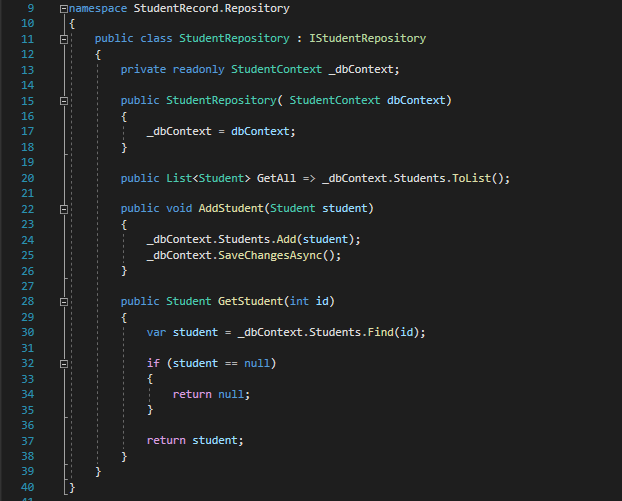 9 namespace StudentRecord.Repository
10 {
11 public class StudentRepository : IStudentRepository
12 {
13 private readonly StudentContext _dbContext;
14
15 public StudentRepository( StudentContext dbContext)
16 {
17 _dbContext = dbContext;
18 }
19
20 public List<Student> GetAll => _dbContext.Students.ToList();
21
22 public void AddStudent(Student student)
23 {
24 _dbContext.Students.Add(student);
25 _dbContext.SaveChangesAsync();
26 }
27
28 public Student GetStudent(int id)
29 {
30 var student = _dbContext.Students.Find(id);
31
32 if (student == null)
33 {
34 return null;
35 }
36
37 return student;
38 }
39 }
40 }